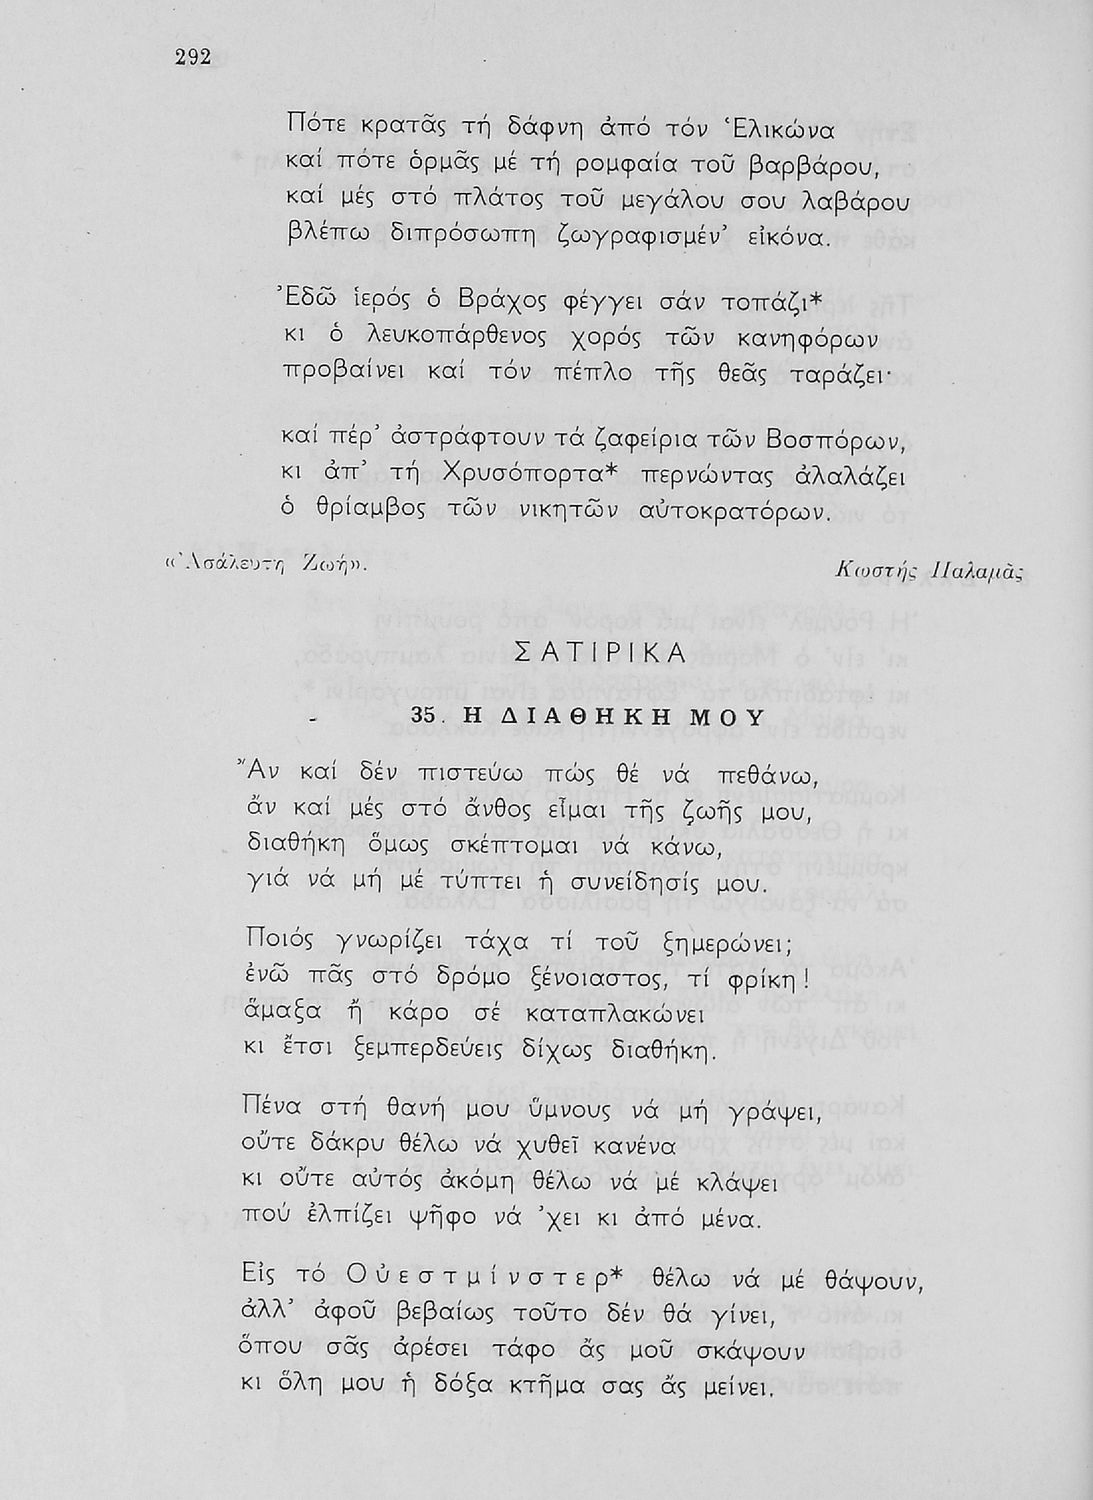 292
Πότε κρατᾶς τή δάφνη ἀπό τόν Ἑλικώνα
καί πότε ὁρμᾶς μέ τή ρομφαία τοῦ βαρβάρου,
καί μές στό πλάτος τοῦ μεγάλου σου λαβάρου
βλέπω διπρόσωπη ζωγραφισμέν' εἰκόνα.
Ἐδῶ ἱερός ὁ Βράχος φέγγει σάν τοπάζι*
κι ὁ λευκοπάρθενος χορός τῶν κανηφόρων
προβαίνει καί τόν πέπλο τῆς θεᾶς ταράζει·
καί πέρ' ἀστράφτουν τά ζαφείρια τῶν Βοσπόρων,
κι ἀπ' τή Χρυσόπορτα* περνώντας ἀλαλάζει
ὁ θρίαμβος τῶν νικητῶν αὐτοκρατόρων.
«Ἀσάλευτη Ζωή». Κωστής Παλαμᾶς
ΣΑΤΙΡΙΚΑ
35. Η ΔΙΑΘΗΚΗ ΜΟΥ
Ἄν καί δέν πιστεύω πώς θέ νά πεθάνω,
ἄν καί μές στό ἄνθος εἶμαι τῆς ζωῆς μου,
διαθήκη ὅμως σκέπτομαι νά κάνω,
γιά νά μή μέ τύπτει ἡ συνείδησίς μου.
Ποιός γνωρίζει τάχα τί τοῦ ξημερώνει;
ἐνῶ πᾶς στό δρόμο ξένοιαστος, τί φρίκη!
ἅμαξα ἤ κάρο σέ καταπλακώνει
κι ἔτσι ξεμπερδεύεις δίχως διαθήκη.
Πένα στή θανή μου ὕμνους νά μή γράψει,
οὔτε δάκρυ θέλω νά χυθεῖ κανένα
κι οὔτε αὐτός ἀκόμη θέλω νά μέ κλάψει
πού ἐλπίζει ψῆφο νά 'χει κι ἀπό μένα.
Εἰς τό Οὐεστμίνστερ* θέλω νά μέ θάψουν,
ἀλλ' ἀφοῦ βεβαίως τοῦτο δέν θά γίνει,
ὅπου σᾶς ἀρέσει τάφο ἄς μοῦ σκάψουν
κι ὅλη μου ἡ δόξα κτῆμα σας ἄς μείνει.